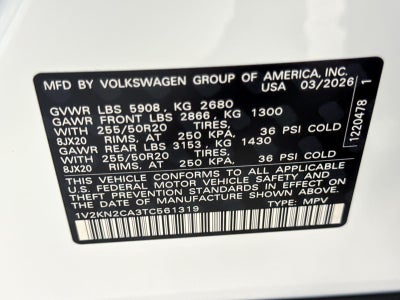 MFD BY VOLKSWAGEN GROUP OF AMERICA, INC.
USA 03/2026
GVWR LBS 5908, KG 2680
GAWR FRONT LBS 2866, KG 1300
WITH 255/50R20 TIRES,
8JX20 RIMS, AT 250 KPA, 36 PSI COLD
GAWR REAR LBS 3153, KG 1430
WITH 255/50R20 TIRES,
8JX20 RIMS, AT 250 KPA, 36 PSI COLD
THIS VEHICLE CONFORMS TO ALL APPLICABLE
U.S. FEDERAL MOTOR VEHICLE SAFETY AND
THEFT PREVENTION STANDARDS IN EFFECT
ON THE DATE OF MANUFACTURE SHOWN ABOVE.
1V2KN2CA3TC561319 TYPE: MPV
1220478 1